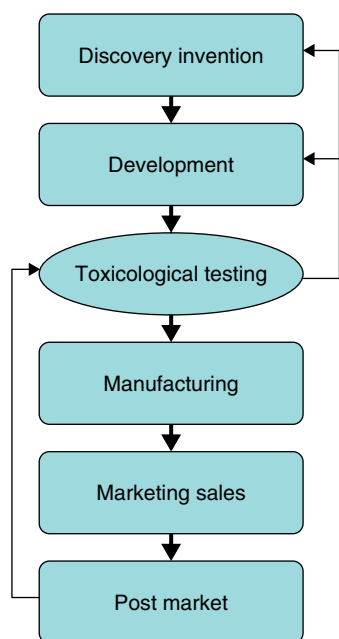 Discovery invention
Development
Toxicological testing
Manufacturing
Marketing sales
Post market